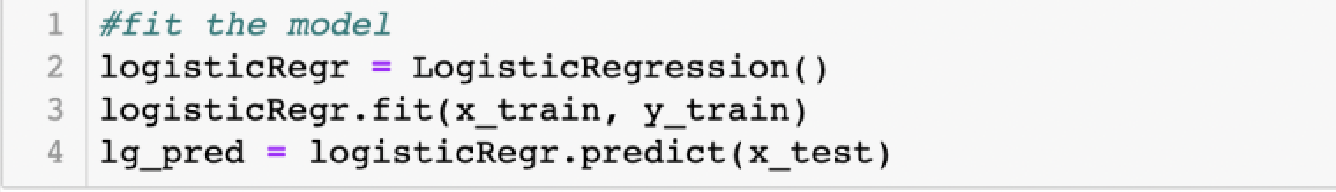 1 #fit the model
2 logisticRegr = LogisticRegression()
3 logisticRegr.fit(x_train, y_train)
4 lg_pred = logisticRegr.predict(x_test)